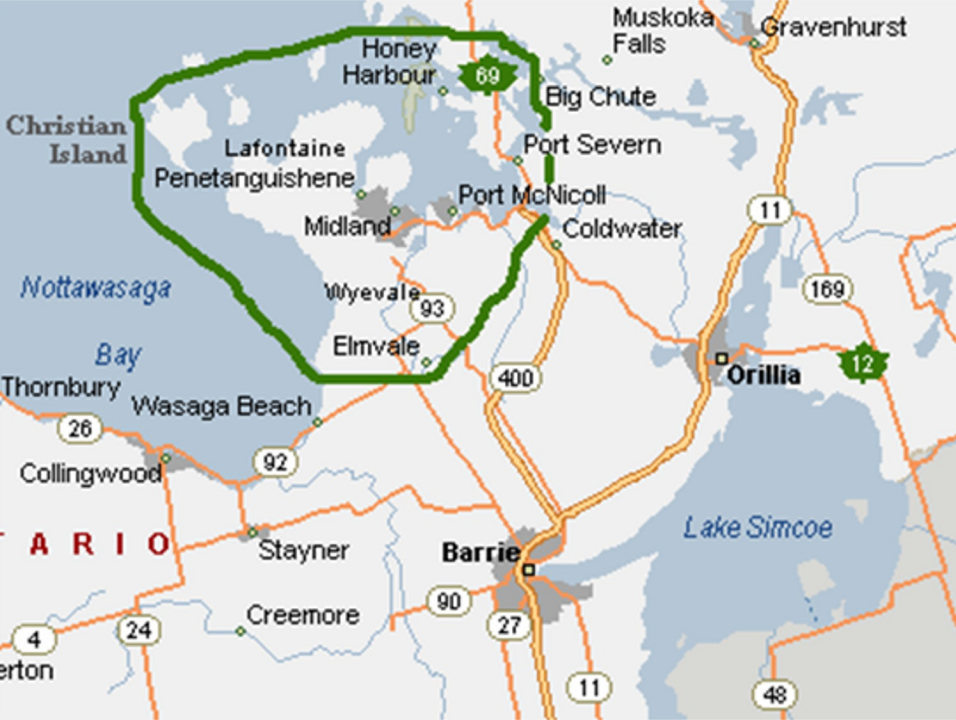 Muskoka
Falls
Gravenhurst
Honey
Harbour
69
Big Chute
Christian
Island
Lafontaine
Port Severn
Penetanguishene
Port McNicoll
Midland
11
Coldwater
Nottawasaga
Bay
Wyevale
93
169
Elmvale
400
Orillia
12
Thornbury
Wasaga Beach
26
Collingwood
92
TARIO
Stayner
Lake Simcoe
Barrie
90
27
Creemore
24
4
erton
11
48